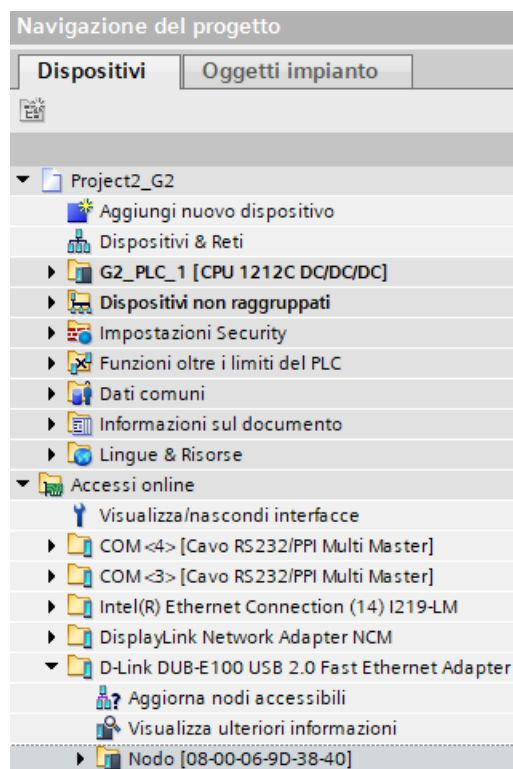 Navigazione del progetto
Dispositivi Oggetti impianto
Project2_G2
Aggiungi nuovo dispositivo
Dispositivi & Reti
G2_PLC_1 [CPU 1212C DC/DC/DC]
Dispositivi non raggruppati
Impostazioni Security
Funzioni oltre i limiti del PLC
Dati comuni
Informazioni sul documento
Lingue & Risorse
Accessi online
Visualizza/nascondi interfacce
COM <4> [Cavo RS232/PPI Multi Master]
COM <3> [Cavo RS232/PPI Multi Master]
Intel(R) Ethernet Connection (14) I219-LM
DisplayLink Network Adapter NCM
D-Link DUB-E100 USB 2.0 Fast Ethernet Adapter
Aggiorna nodi accessibili
Visualizza ulteriori informazioni
Nodo [08-00-06-9D-38-40]